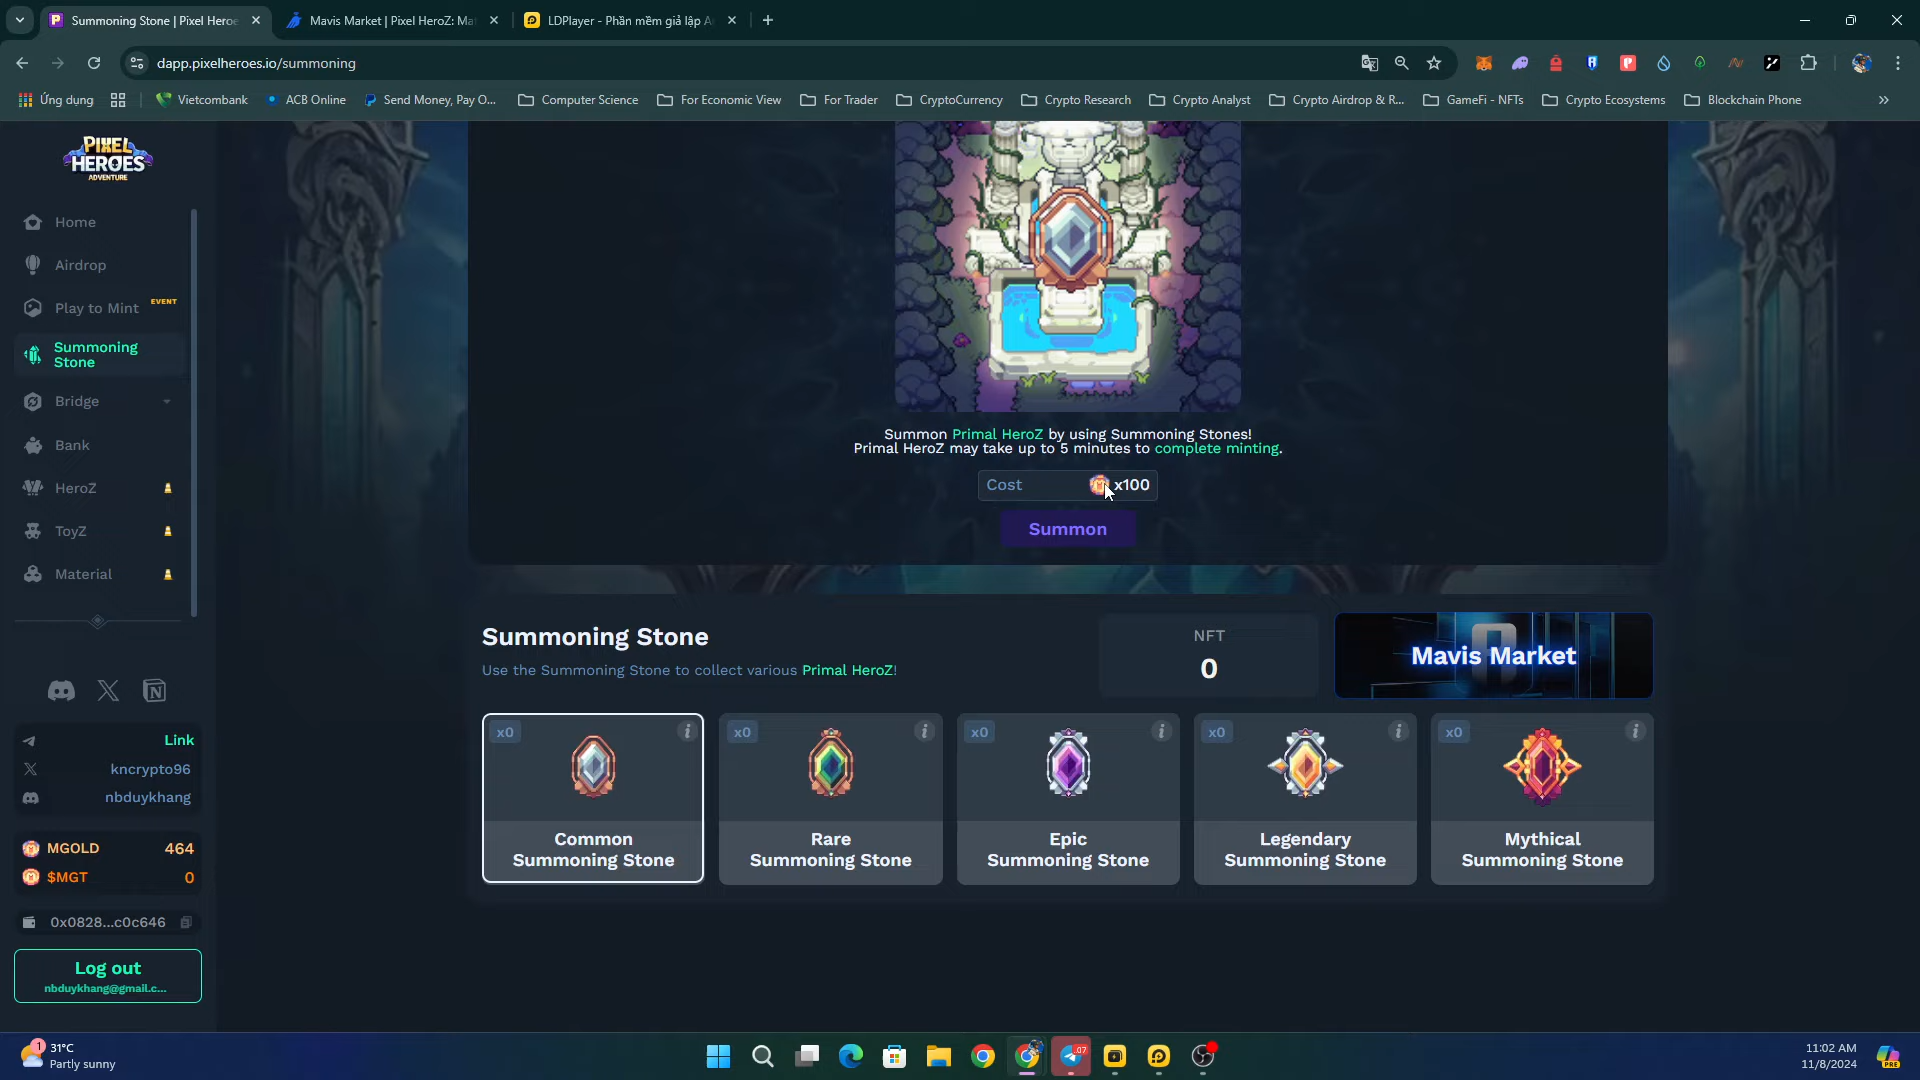 Summoning Stone | Pixel Heroe
Mavis Market | Pixel HeroZ: Ma
LDPlayer - Phần mềm giả lập A
dapp.pixelheroes.io/summoning
Ứng dụng
Vietcombank
ACB Online
Send Money, Pay O...
Computer Science
For Economic View
For Trader
CryptoCurrency
Crypto Research
Crypto Analyst
Crypto Airdrop & R...
GameFi - NFTs
Crypto Ecosystems
Blockchain Phone
PIXEL
HEROES
ADVENTURE
Home
Airdrop
Play to Mint EVENT
Summoning
Stone
Bridge
Bank
HeroZ
ToyZ
Material
Link
kncrypto96
nbduykhang
MGOLD 464
$MGT 0
0x0828...c0c646
Log out
nbduykhang@gmail.c...
Summon Primal HeroZ by using Summoning Stones!
Primal HeroZ may take up to 5 minutes to complete minting.
Cost x100
Summon
Summoning Stone
Use the Summoning Stone to collect various Primal HeroZ!
NFT
0
Mavis Market
x0
Common
Summoning Stone
x0
Rare
Summoning Stone
x0
Epic
Summoning Stone
x0
Legendary
Summoning Stone
x0
Mythical
Summoning Stone
1
31°C
Partly sunny
07
11:02 AM
11/8/2024
PRE